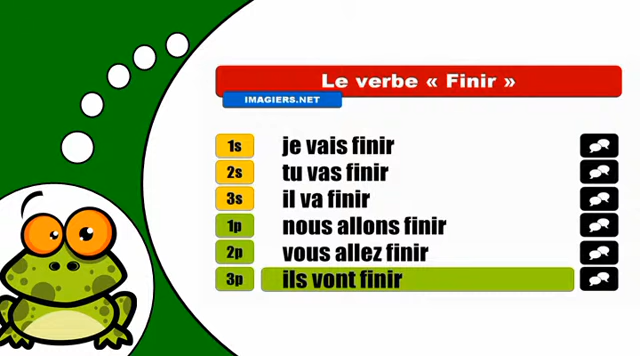 Le verbe « Finir »
IMAGIERS.NET
1s je vais finir
2s tu vas finir
3s il va finir
1p nous allons finir
2p vous allez finir
3p ils vont finir